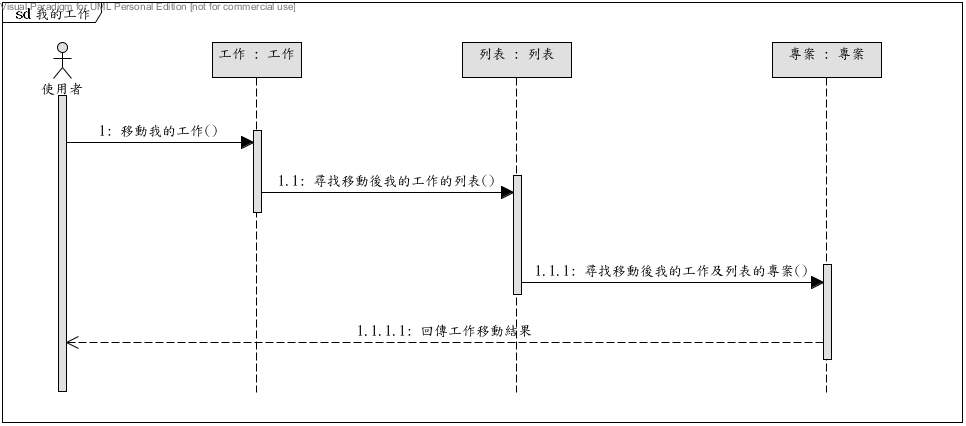 Visual Paradigm for UML Personal Edition [not for commercial use]
sd 我的工作
工作 : 工作
列表 : 列表
專案 : 專案
使用者
1: 移動我的工作()
1.1: 尋找移動後我的工作的列表()
1.1.1: 尋找移動後我的工作及列表的專案()
1.1.1.1: 回傳工作移動結果